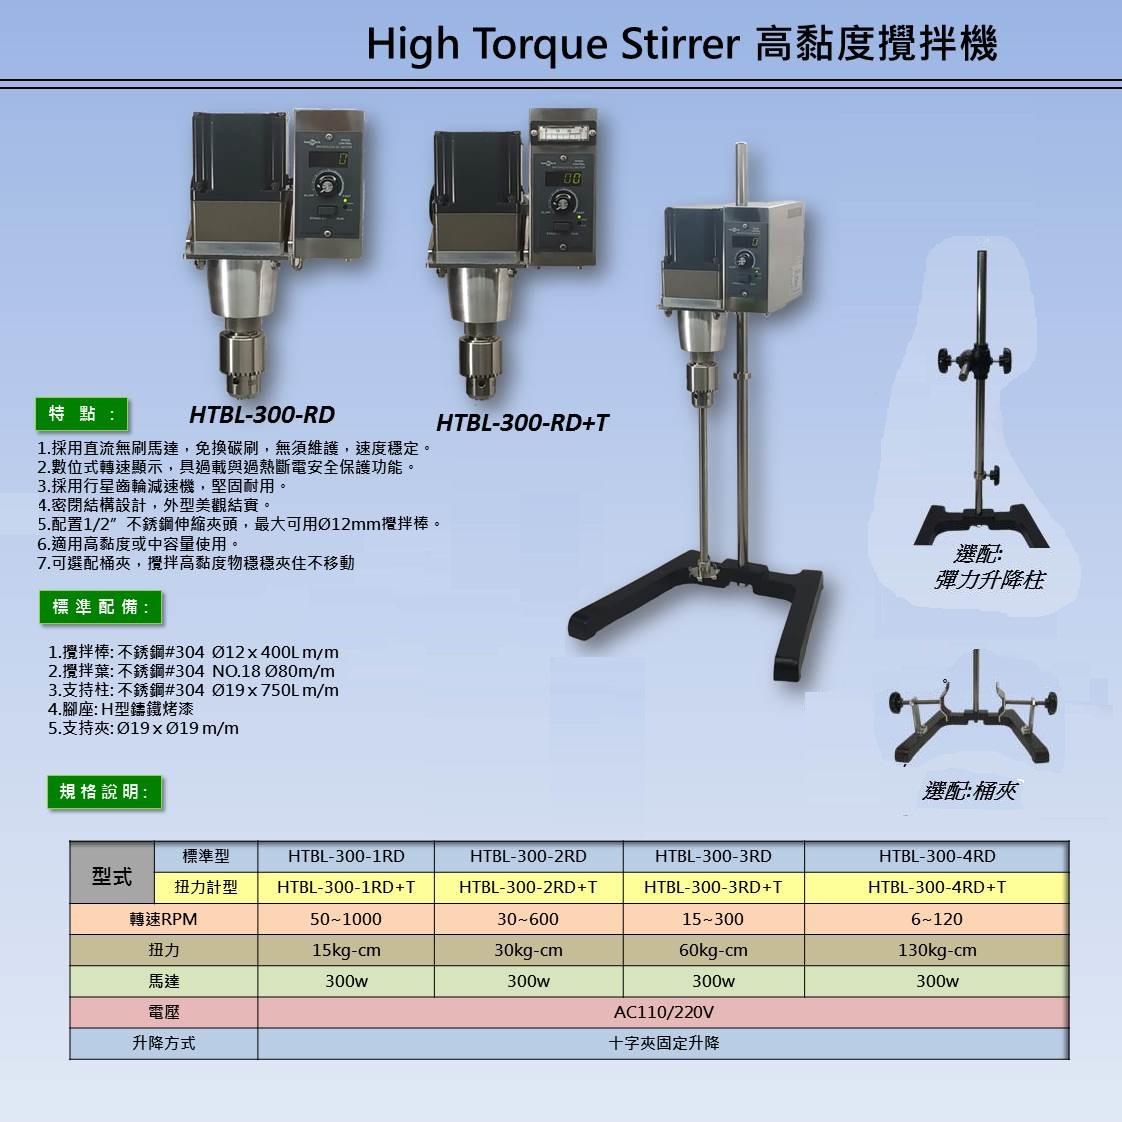 High Torque Stirrer 高黏度攪拌機
HTBL-300-RD
HTBL-300-RD+T
特 點 :
1.採用直流無刷馬達，免換碳刷，無須維護，速度穩定。
2.數位式轉速顯示，具過載與過熱斷電安全保護功能。
3.採用行星齒輪減速機，堅固耐用。
4.密閉結構設計，外型美觀結實。
5.配置1/2” 不銹鋼伸縮夾頭，最大可用Ø12mm攪拌棒。
6.適用高黏度或中容量使用。
7.可選配桶夾，攪拌高黏度物穩穩夾住不移動
選配:
彈力升降柱
標準配備:
1.攪拌棒: 不銹鋼#304 Ø12 x 400L m/m
2.攪拌葉: 不銹鋼#304 NO.18 Ø80m/m
3.支持柱: 不銹鋼#304 Ø19 x 750L m/m
4.腳座: H型鑄鐵烤漆
5.支持夾: Ø19 x Ø19 m/m
選配:桶夾
規格說明:
型式 標準型 HTBL-300-1RD HTBL-300-2RD HTBL-300-3RD HTBL-300-4RD
扭力計型 HTBL-300-1RD+T HTBL-300-2RD+T HTBL-300-3RD+T HTBL-300-4RD+T
轉速RPM 50~1000 30~600 15~300 6~120
扭力 15kg-cm 30kg-cm 60kg-cm 130kg-cm
馬達 300w 300w 300w 300w
電壓 AC110/220V
升降方式 十字夾固定升降